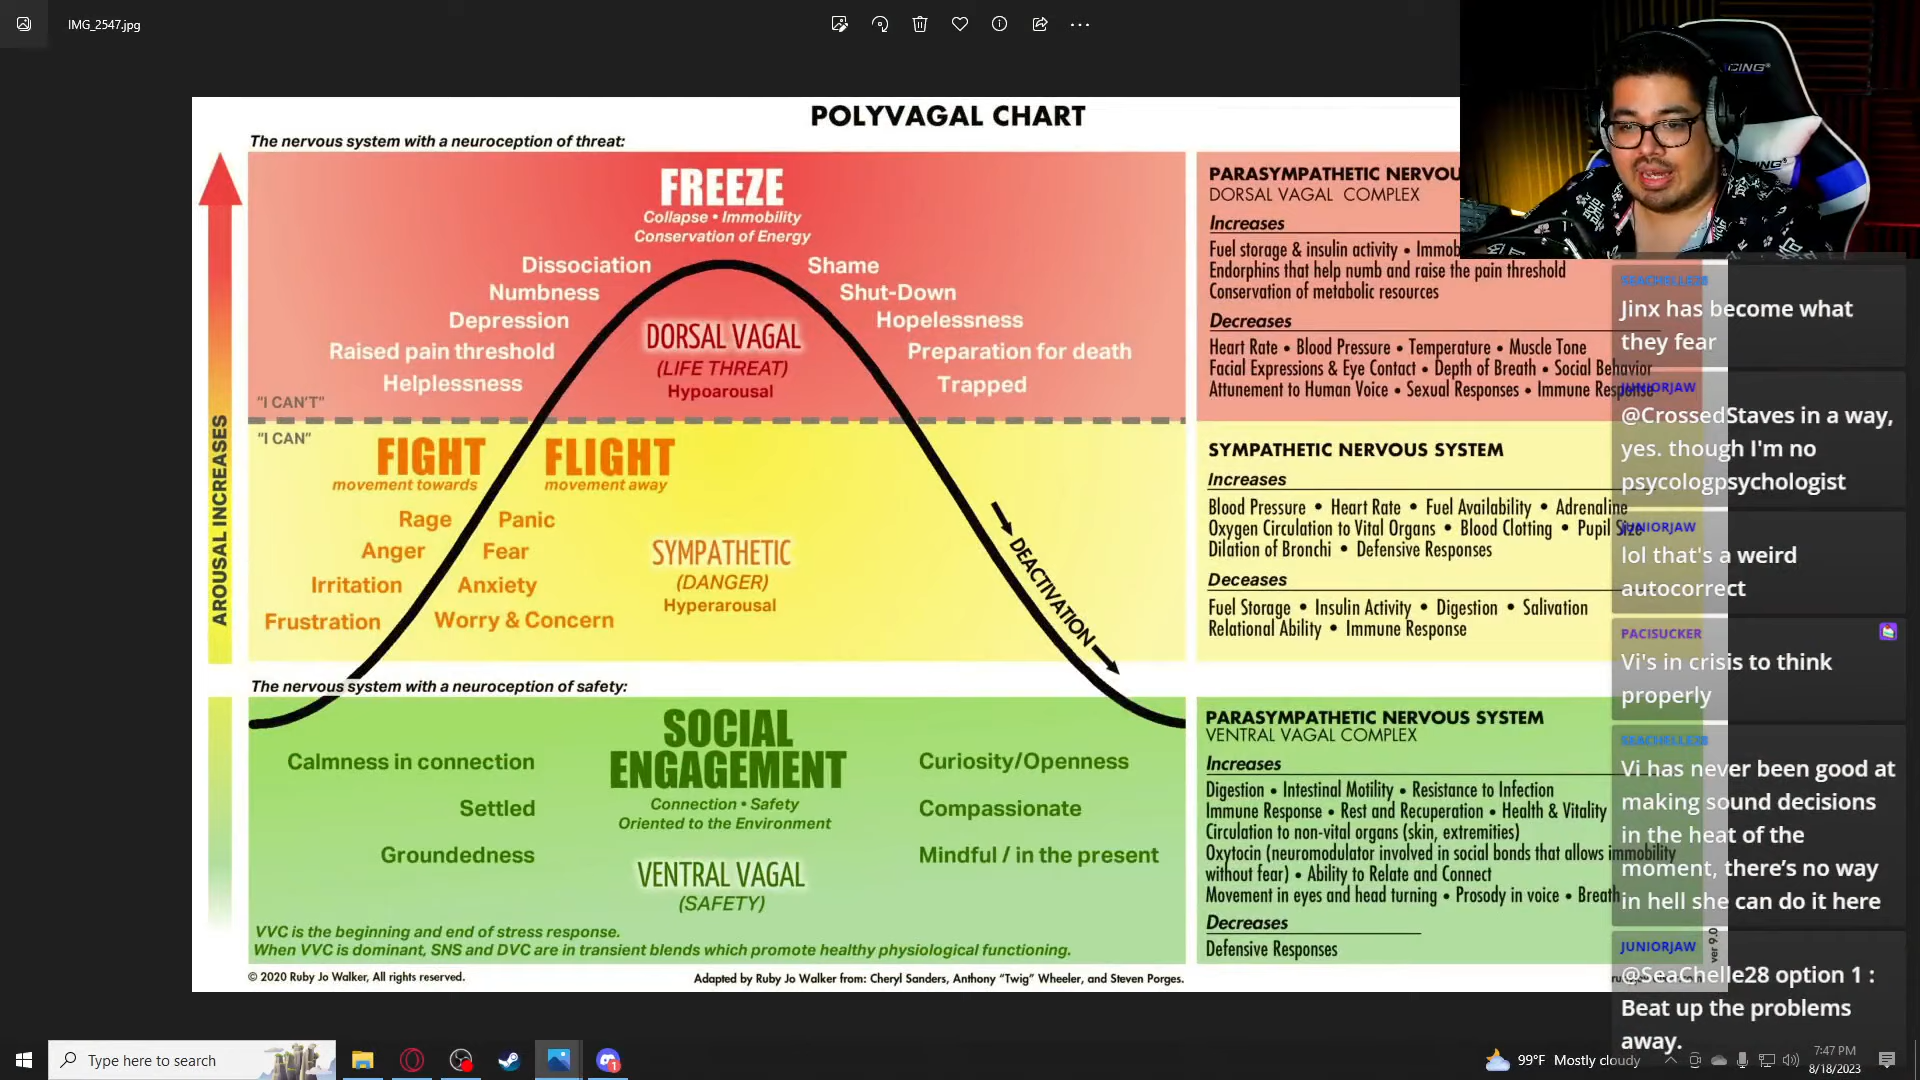 IMG_2547.jpg
POLYVAGAL CHART
The nervous system with a neuroception of threat:
AROUSAL INCREASES
FREEZE
Collapse • Immobility
Conservation of Energy
Dissociation
Shame
Numbness
Shut-Down
Depression
Hopelessness
Raised pain threshold
Preparation for death
Helplessness
Trapped
DORSAL VAGAL
(LIFE THREAT)
Hypoarousal
"I CAN'T"
"I CAN"
FIGHT
movement towards
FLIGHT
movement away
Rage
Panic
Anger
Fear
Irritation
Anxiety
Frustration
Worry & Concern
SYMPATHETIC
(DANGER)
Hyperarousal
DEACTIVATION
The nervous system with a neuroception of safety:
SOCIAL
ENGAGEMENT
Connection • Safety
Oriented to the Environment
Calmness in connection
Curiosity/Openness
Settled
Compassionate
Groundedness
Mindful / in the present
VENTRAL VAGAL
(SAFETY)
VVC is the beginning and end of stress response.
When VVC is dominant, SNS and DVC are in transient blends which promote healthy physiological functioning.
© 2020 Ruby Jo Walker, All rights reserved.
Adapted by Ruby Jo Walker from: Cheryl Sanders, Anthony "Twig" Wheeler, and Steven Porges.
PARASYMPATHETIC NERVOU
DORSAL VAGAL COMPLEX
Increases
Fuel storage & insulin activity • Immob
Endorphins that help numb and raise the pain threshold
Conservation of metabolic resources
Decreases
Heart Rate • Blood Pressure • Temperature • Muscle Tone
Facial Expressions & Eye Contact • Depth of Breath • Social Behavior
Attunement to Human Voice • Sexual Responses • Immune Response
SYMPATHETIC NERVOUS SYSTEM
Increases
Blood Pressure • Heart Rate • Fuel Availability • Adrenaline
Oxygen Circulation to Vital Organs • Blood Clotting • Pupil Size
Dilation of Bronchi • Defensive Responses
Deceases
Fuel Storage • Insulin Activity • Digestion • Salivation
Relational Ability • Immune Response
PARASYMPATHETIC NERVOUS SYSTEM
VENTRAL VAGAL COMPLEX
Increases
Digestion • Intestinal Motility • Resistance to Infection
Immune Response • Rest and Recuperation • Health & Vitality
Circulation to non-vital organs (skin, extremities)
Oxytocin (neuromodulator involved in social bonds that allows immobility
without fear) • Ability to Relate and Connect
Movement in eyes and head turning • Prosody in voice • Breath
Decreases
Defensive Responses
ver 9.0
SEACHELLE28
Jinx has become what
they fear
JUNIORJAW
@CrossedStaves in a way,
yes. though I'm no
psycologpsychologist
JUNIORJAW
lol that's a weird
autocorrect
PACISUCKER
Vi's in crisis to think
properly
SEACHELLE28
Vi has never been good at
making sound decisions
in the heat of the
moment, there's no way
in hell she can do it here
JUNIORJAW
@SeaChelle28 option 1 :
Beat up the problems
away.
Type here to search
99°F Mostly cloudy
7:47 PM
8/18/2023